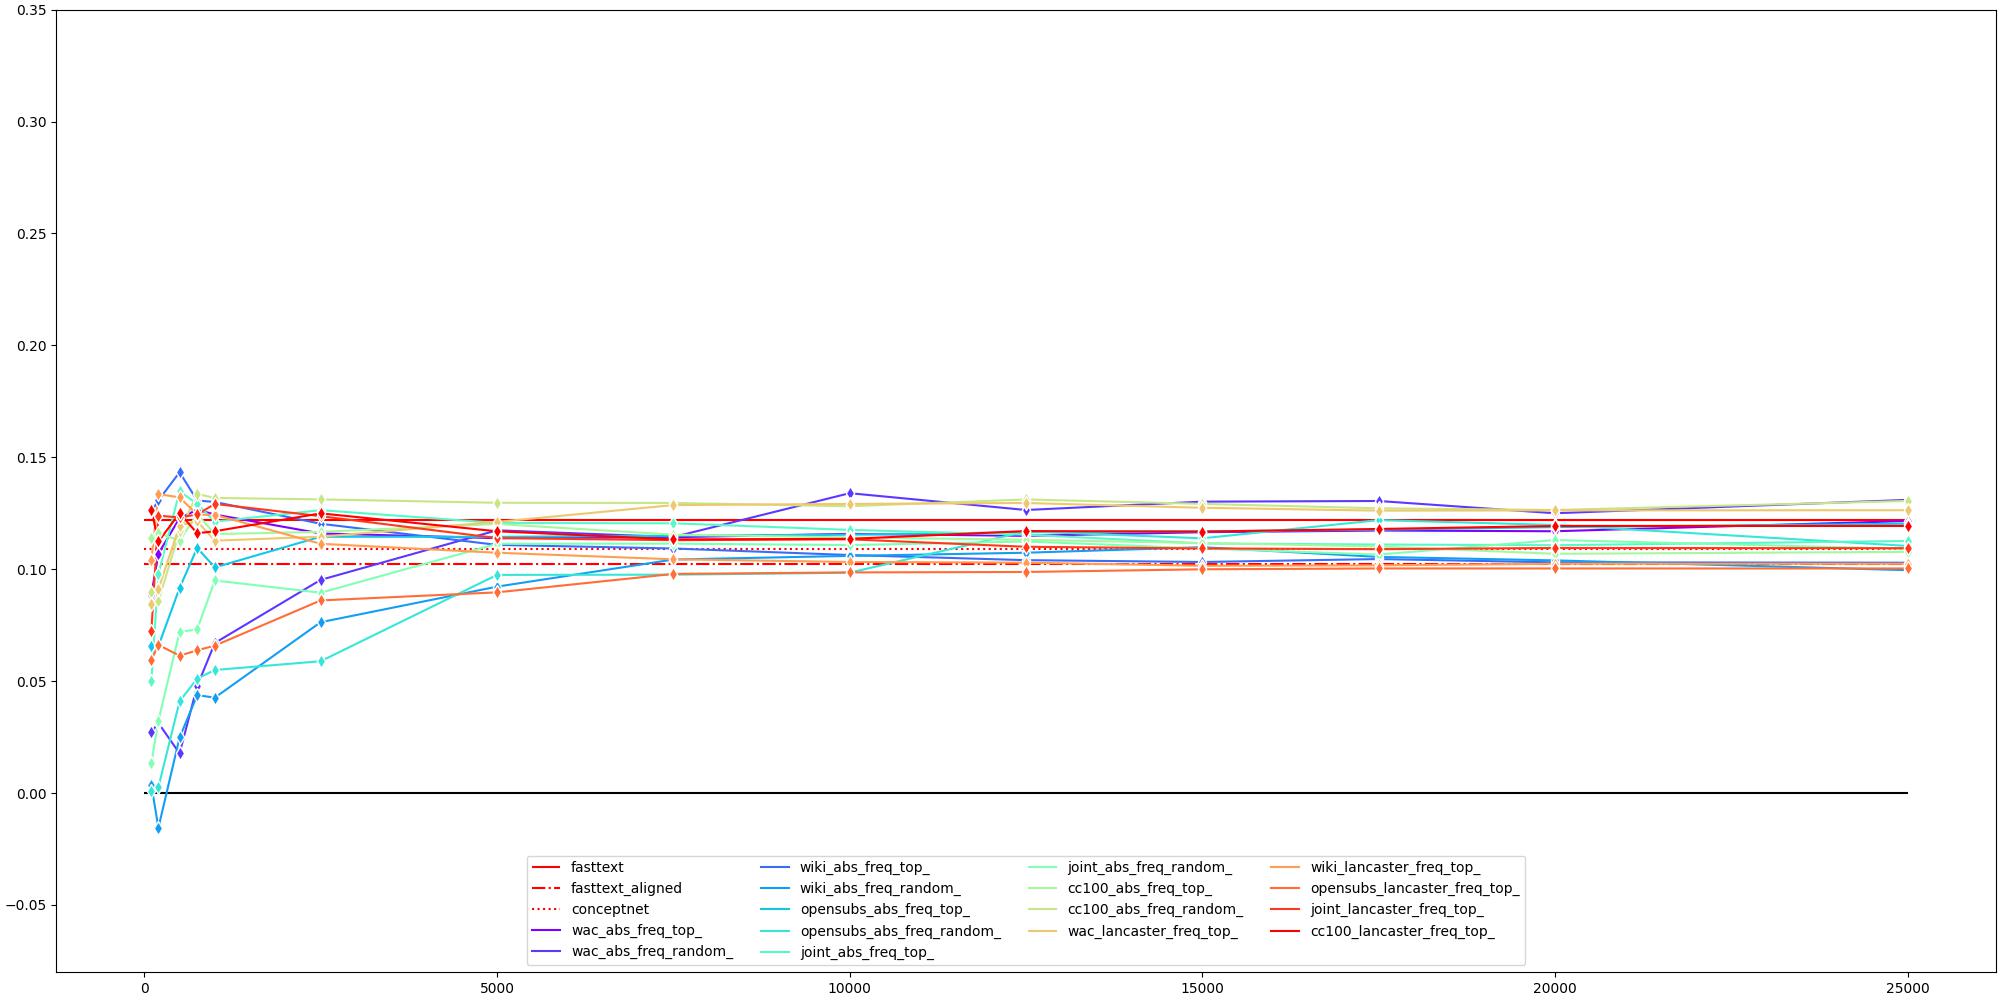 0.35
0.30
0.25
0.20
0.15
0.10
0.05
0.00
−0.05
0 5000 10000 15000 20000 25000
fasttext
fasttext_aligned
conceptnet
wac_abs_freq_top_
wac_abs_freq_random_
wiki_abs_freq_top_
wiki_abs_freq_random_
opensubs_abs_freq_top_
opensubs_abs_freq_random_
joint_abs_freq_top_
joint_abs_freq_random_
cc100_abs_freq_top_
cc100_abs_freq_random_
wac_lancaster_freq_top_
wiki_lancaster_freq_top_
opensubs_lancaster_freq_top_
joint_lancaster_freq_top_
cc100_lancaster_freq_top_